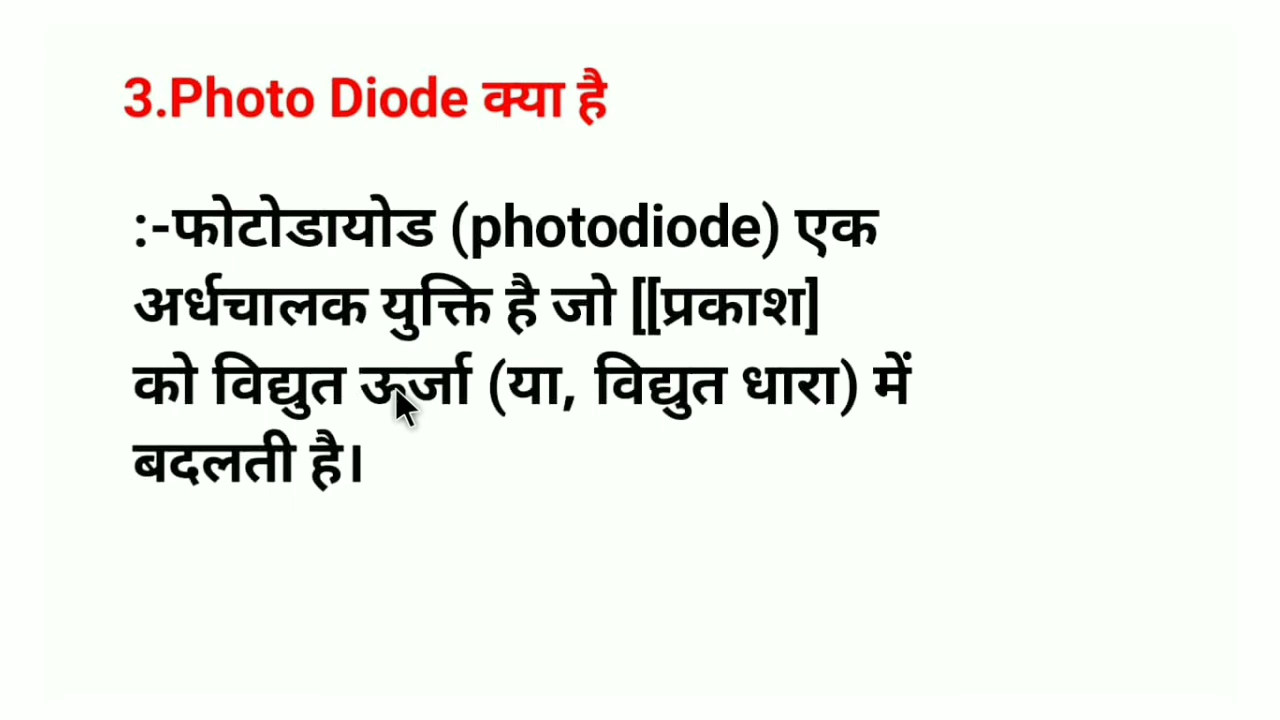 3.Photo Diode क्या है
:-फोटोडायोड (photodiode) एक
अर्धचालक युक्ति है जो [[प्रकाश]
को विद्युत ऊर्जा (या, विद्युत धारा) में
बदलती है।